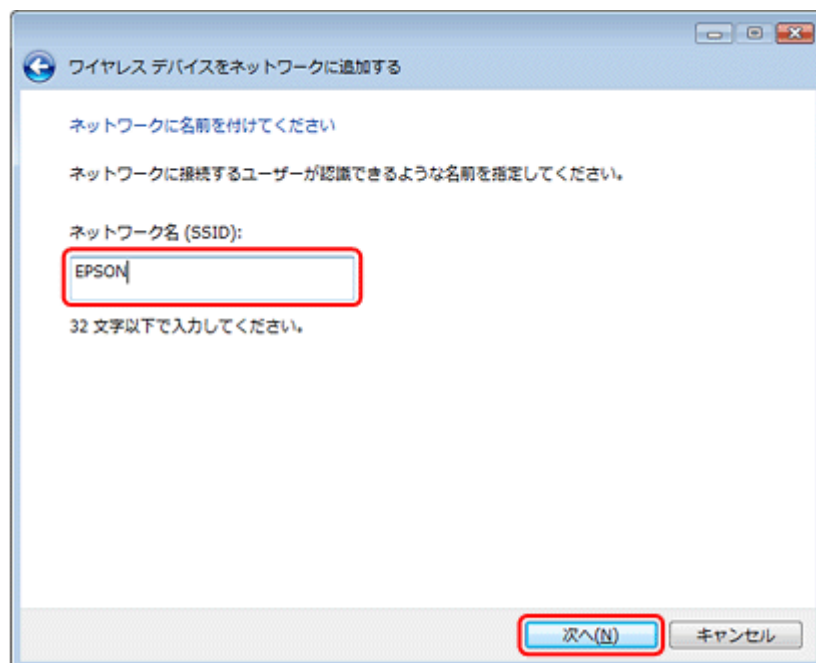 ワイヤレス デバイスをネットワークに追加する
ネットワークに名前を付けてください
ネットワークに接続するユーザーが認識できるような名前を指定してください。
ネットワーク名 (SSID):
EPSON
32 文字以下で入力してください。
次へ(N)
キャンセル